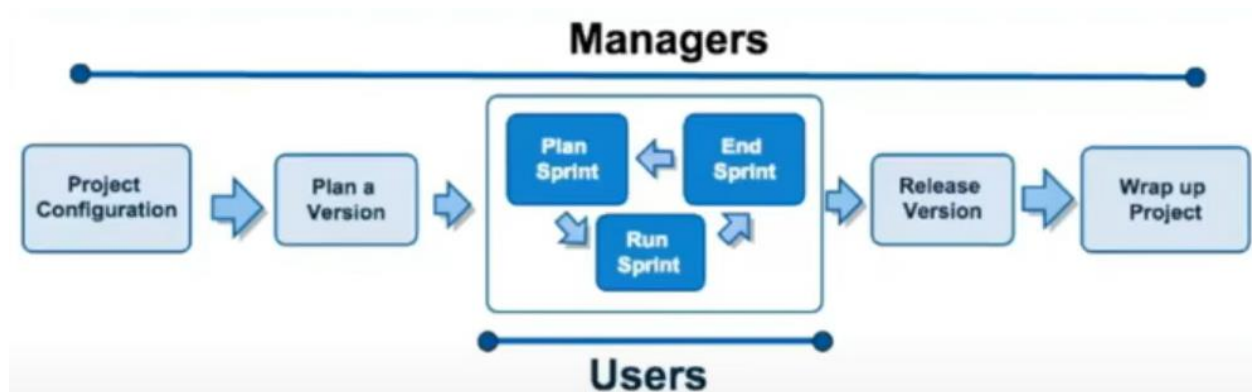 Managers
Project
Configuration
Plan a
Version
Plan
Sprint
End
Sprint
Run
Sprint
Release
Version
Wrap up
Project
Users